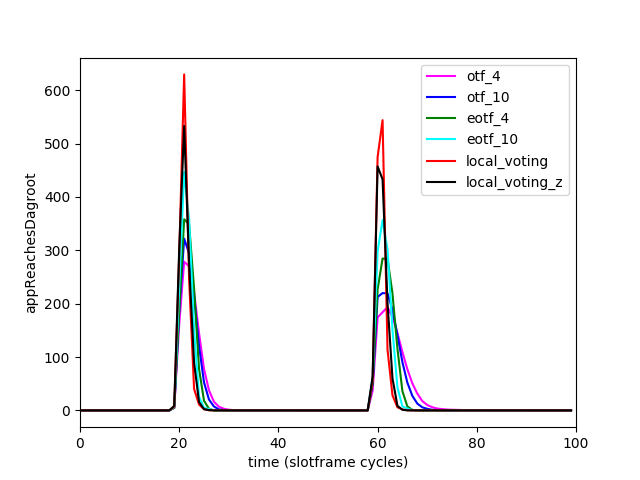 otf_4
otf_10
eotf_4
eotf_10
local_voting
local_voting_z
appReachesDagroot
600
500
400
300
200
100
0
0 20 40 60 80 100
time (slotframe cycles)